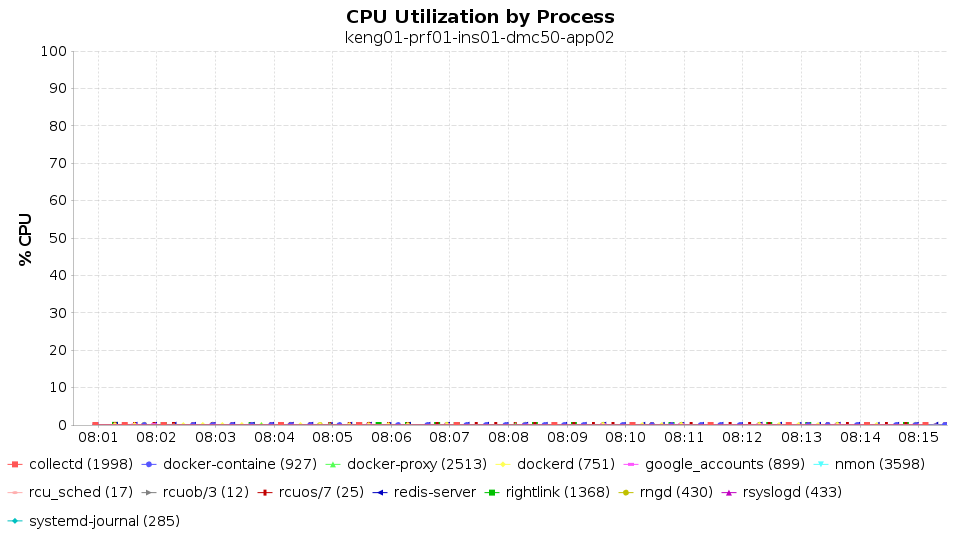 CPU Utilization by Process
keng01-prf01-ins01-dmc50-app02
100
90
80
70
60
50
40
30
20
10
0
% CPU
08:01 08:02 08:03 08:04 08:05 08:06 08:07 08:08 08:09 08:10 08:11 08:12 08:13 08:14 08:15
collectd (1998) docker-containe (927) docker-proxy (2513) dockerd (751) google_accounts (899) nmon (3598)
rcu_sched (17) rcuob/3 (12) rcuos/7 (25) redis-server rightlink (1368) rngd (430) rsyslogd (433)
systemd-journal (285)